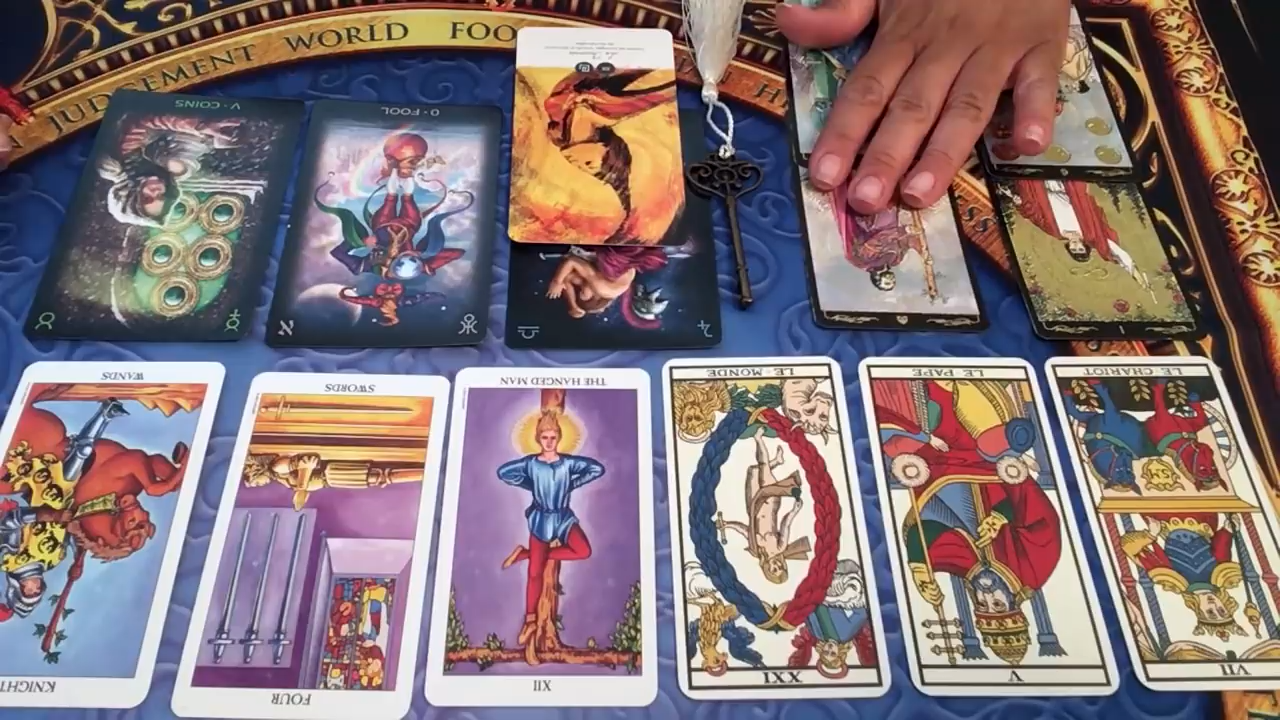 JUDGEMENT WORLD FOO
V - COINS
0 - FOOL
I
WANDS
SWORDS
THE HANGED MAN
LE · MONDE
LE · PAPE
LE · CHARIOT
KNIGHT
FOUR
XII
XXI
V
VII